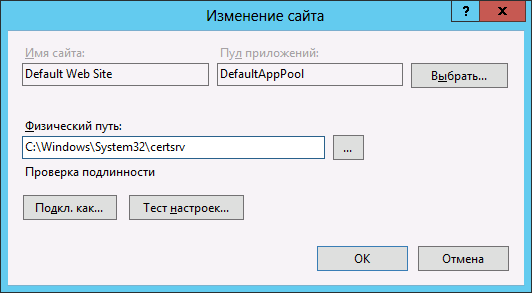 Изменение сайта
? X
Имя сайта: Пул приложений:
Default Web Site DefaultAppPool Выбрать...
Физический путь:
C:\Windows\System32\certsrv ...
Проверка подлинности
Подкл. как... Тест настроек...
OK Отмена